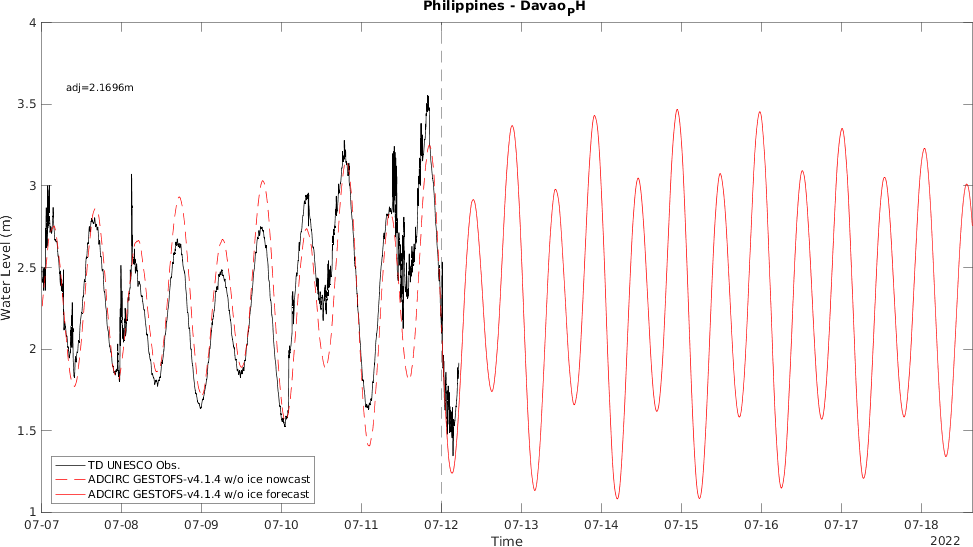 Philippines - Davao_pH
4
adj=2.1696m
3.5
3
2.5
2
1.5
1
Water Level (m)
TD UNESCO Obs.
ADCIRC GESTOFS-v4.1.4 w/o ice nowcast
ADCIRC GESTOFS-v4.1.4 w/o ice forecast
07-07 07-08 07-09 07-10 07-11 07-12 07-13 07-14 07-15 07-16 07-17 07-18
Time
2022